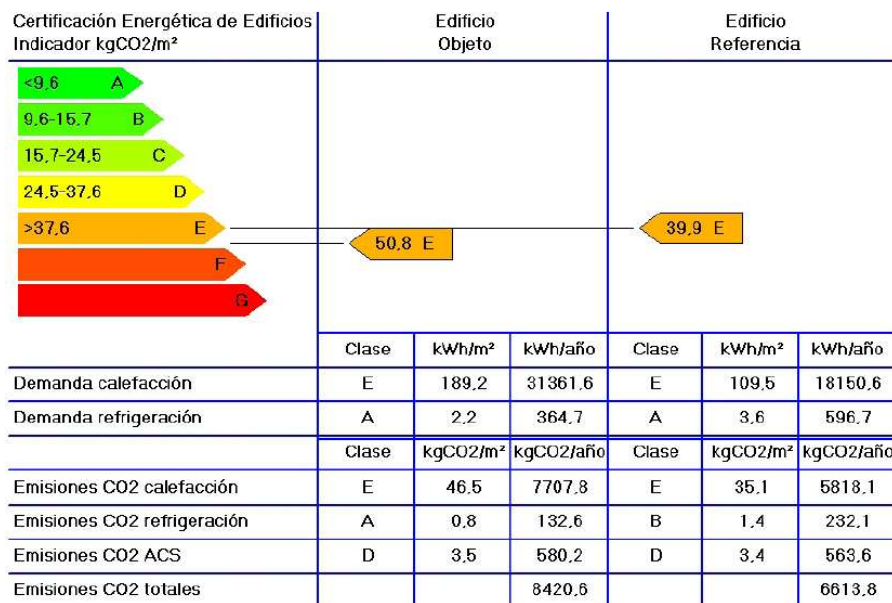 Certificación Energética de Edificios
Indicador kgCO2/m²
Edificio
Objeto
Edificio
Referencia
<9,6 A
9,6-15,7 B
15,7-24,5 C
24,5-37,6 D
>37,6 E
F
G
50,8 E
39,9 E
Clase kWh/m² kWh/año Clase kWh/m² kWh/año
Demanda calefacción E 189,2 31361,6 E 109,5 18150,6
Demanda refrigeración A 2,2 364,7 A 3,6 596,7
Clase kgCO2/m² kgCO2/año Clase kgCO2/m² kgCO2/año
Emisiones CO2 calefacción E 46,5 7707,8 E 35,1 5818,1
Emisiones CO2 refrigeración A 0,8 132,6 B 1,4 232,1
Emisiones CO2 ACS D 3,5 580,2 D 3,4 563,6
Emisiones CO2 totales 8420,6 6613,8